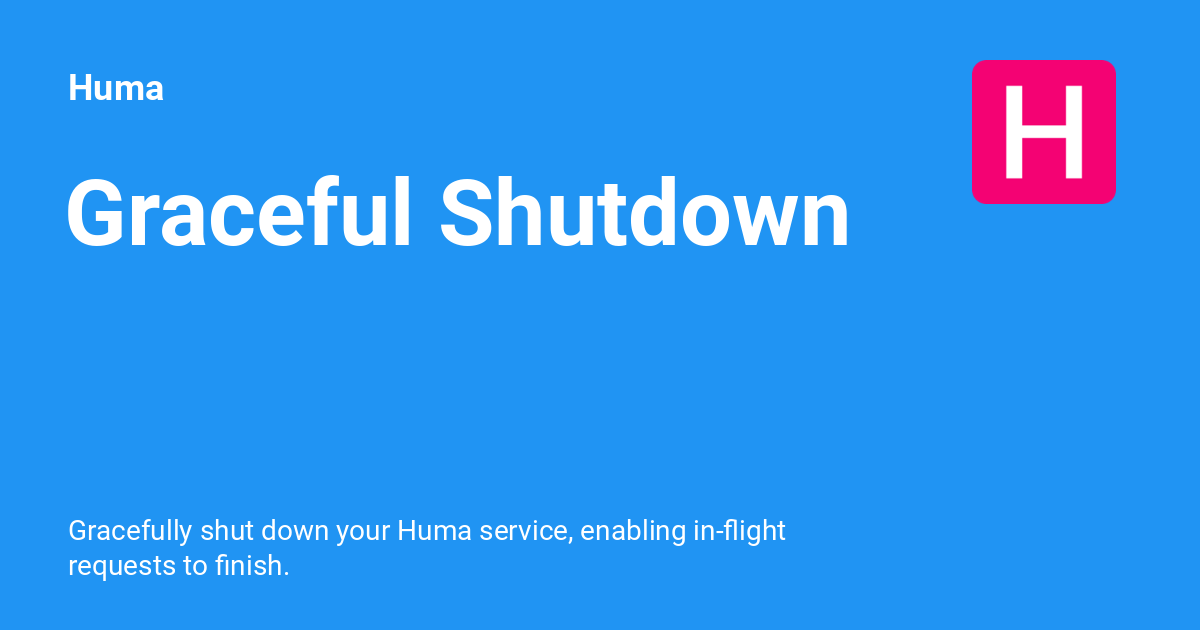 Huma
H
Graceful Shutdown
Gracefully shut down your Huma service, enabling in-flight
requests to finish.